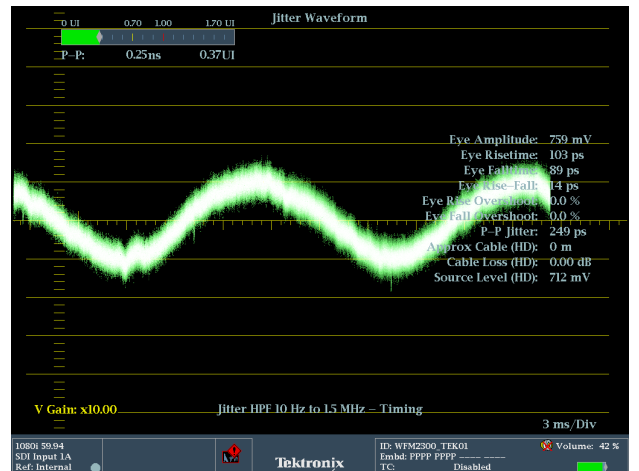 Jitter Waveform
0 UI 0.70 1.00 1.70 UI
P-P: 0.25ns 0.37UI
Eye Amplitude: 759 mV
Eye Risetime: 103 ps
Eye Falltime: 89 ps
Eye Rise-Fall: 14 ps
Eye Rise Overshoot: 0.0 %
Eye Fall Overshoot: 0.0 %
P-P Jitter: 249 ps
Approx Cable (HD): 0 m
Cable Loss (HD): 0.00 dB
Source Level (HD): 712 mV
V Gain: x10.00
Jitter HPF 10 Hz to 1.5 MHz - Timing
3 ms/Div
1080i 59.94
SDI Input 1A
Ref: Internal
Tektronix
ID: WFM2300_TEK01
Embd: PPPP PPPP ---- ----
TC: Disabled
Volume: 42 %